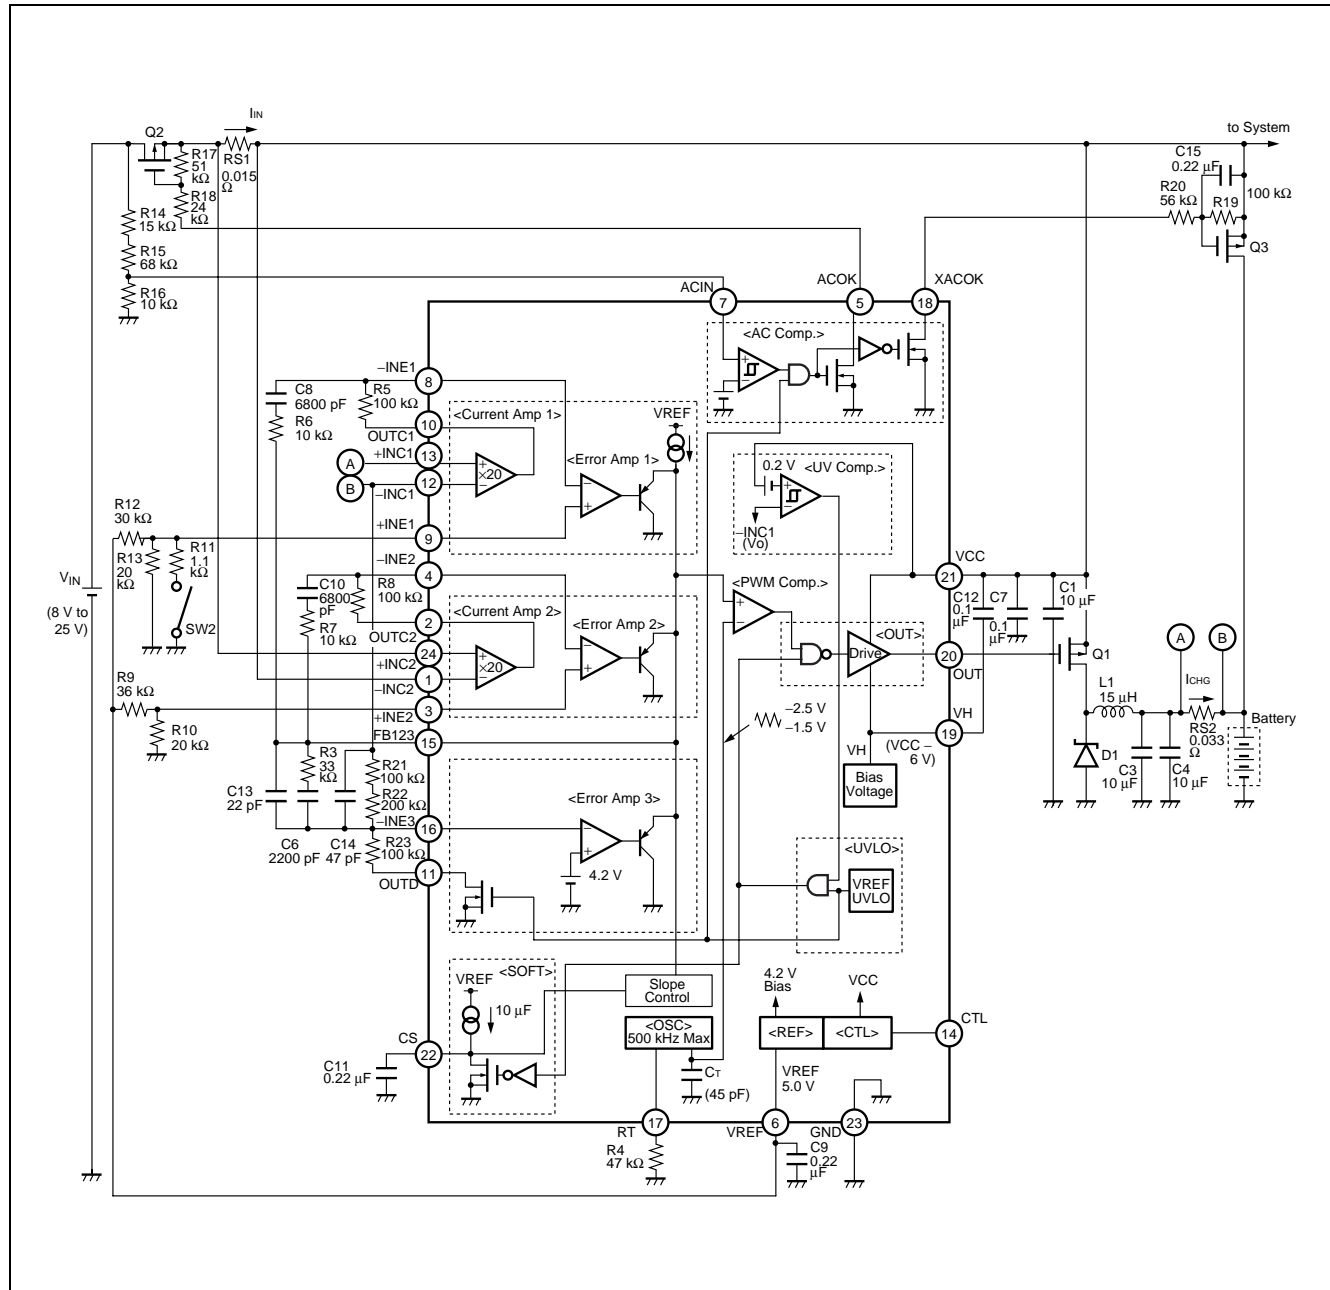 IIN
to System
Q2
C15
0.22 µF
R17
51
kΩ
RS1
0.015
Ω
R20
56 kΩ
100 kΩ
R19
R18
24
kΩ
R14
15 kΩ
Q3
R15
68 kΩ
R16
10 kΩ
ACIN
ACOK
XACOK
7
5
18
<AC Comp.>
−INE1
8
C8
6800 pF
R5
100 kΩ
<Current Amp 1>
VREF
R6
10 kΩ
10
OUTC1
+INC1
A
13
+
×20
−
<Error Amp 1>
B
12
−INC1
0.2 V
<UV Comp.>
−INC1
(Vo)
R12
30 kΩ
+INE1
9
R13
20
kΩ
R11
1.1
kΩ
−INE2
VCC
VIN
4
21
(8 V to
25 V)
C10
6800
pF
R8
100 kΩ
<PWM Comp.>
C12
0.1
µF
C7
0.1
µF
C1
10 µF
SW2
R7
10 kΩ
2
OUTC2
<Current Amp 2>
<Error Amp 2>
<OUT>
Drive
A
B
24
+INC2
+
×20
−
20
OUT
Q1
R9
36 kΩ
1
−INC2
L1
15 µH
ICHG
3
+INE2
−2.5 V
−1.5 V
VH
RS2
0.033
Ω
Battery
R10
20 kΩ
FB123
15
19
(VCC −
6 V)
VH
Bias
Voltage
D1
C3
10 µF
C4
10 µF
R3
33
kΩ
R21
100 kΩ
C13
22 pF
R22
200 kΩ
<Error Amp 3>
−INE3
16
C6
2200 pF
C14
47 pF
R23
100 kΩ
<UVLO>
11
OUTD
4.2 V
VREF
UVLO
<SOFT>
VREF
10 µF
Slope
Control
4.2 V
Bias
VCC
<OSC>
500 kHz Max
<REF>
<CTL>
14
CTL
CS
22
C11
0.22 µF
CT
(45 pF)
VREF
5.0 V
RT
17
VREF
6
GND
23
R4
47 kΩ
C9
0.22
µF